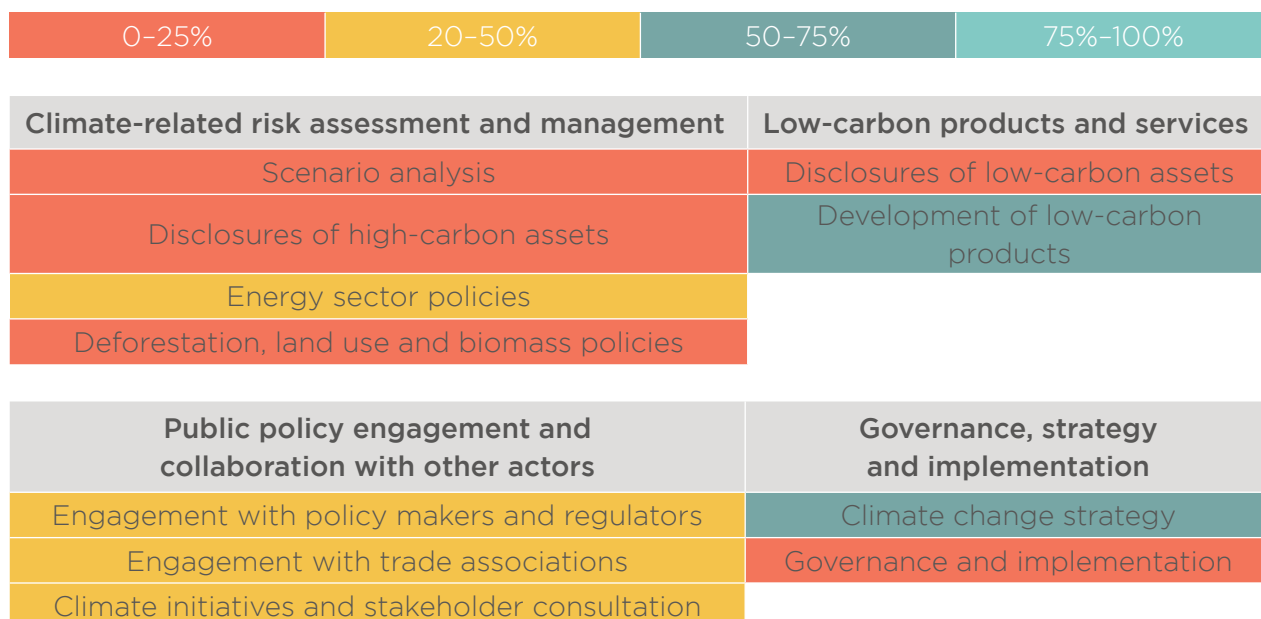 0–25%
20–50%
50–75%
75%–100%
Climate-related risk assessment and management
Low-carbon products and services
Scenario analysis
Disclosures of low-carbon assets
Disclosures of high-carbon assets
Development of low-carbon
products
Energy sector policies
Deforestation, land use and biomass policies
Public policy engagement and
collaboration with other actors
Governance, strategy
and implementation
Engagement with policy makers and regulators
Climate change strategy
Engagement with trade associations
Governance and implementation
Climate initiatives and stakeholder consultation